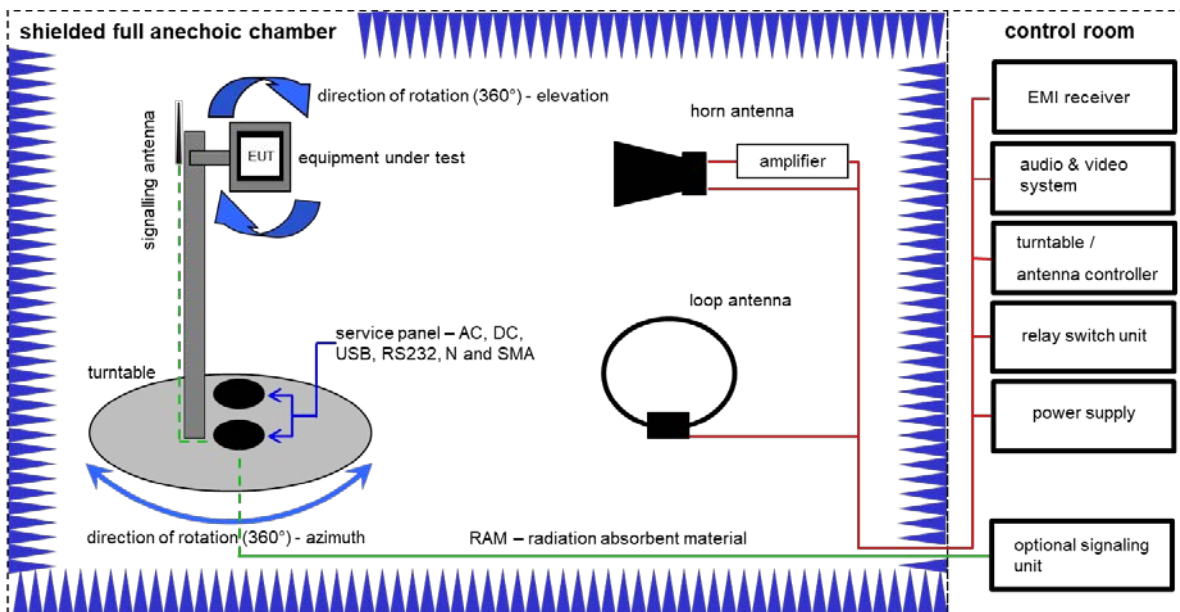 shielded full anechoic chamber
control room
direction of rotation (360°) - elevation
signalling antenna
EUT
equipment under test
horn antenna
amplifier
EMI receiver
audio & video
system
turntable /
antenna controller
loop antenna
service panel – AC, DC,
USB, RS232, N and SMA
relay switch unit
turntable
power supply
direction of rotation (360°) - azimuth
RAM – radiation absorbent material
optional signaling
unit